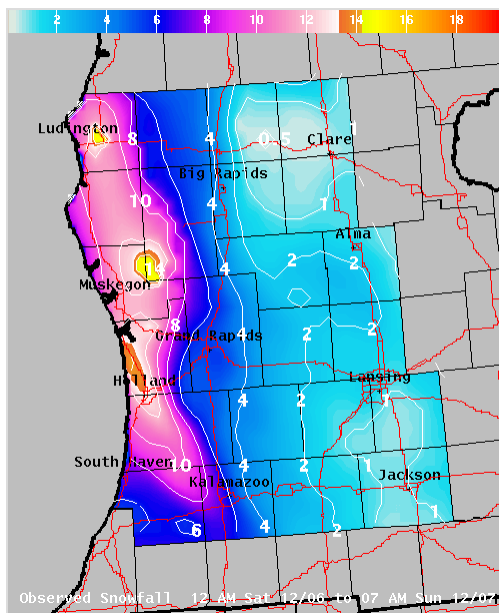 2 4 6 8 10 12 14 16 18
Ludington 8 4 0.5 Clare 1
Big Rapids
10 4 1
Alma
14 4 2 2
Muskegon
8 Grand Rapids 4 2 2
Holland Lansing
4 2 1
South Haven 10 4 2 1 Jackson
Kalamazoo
6 4 2 1
Observed Snowfall 12 AM Sat 12/06 to 07 AM Sun 12/07